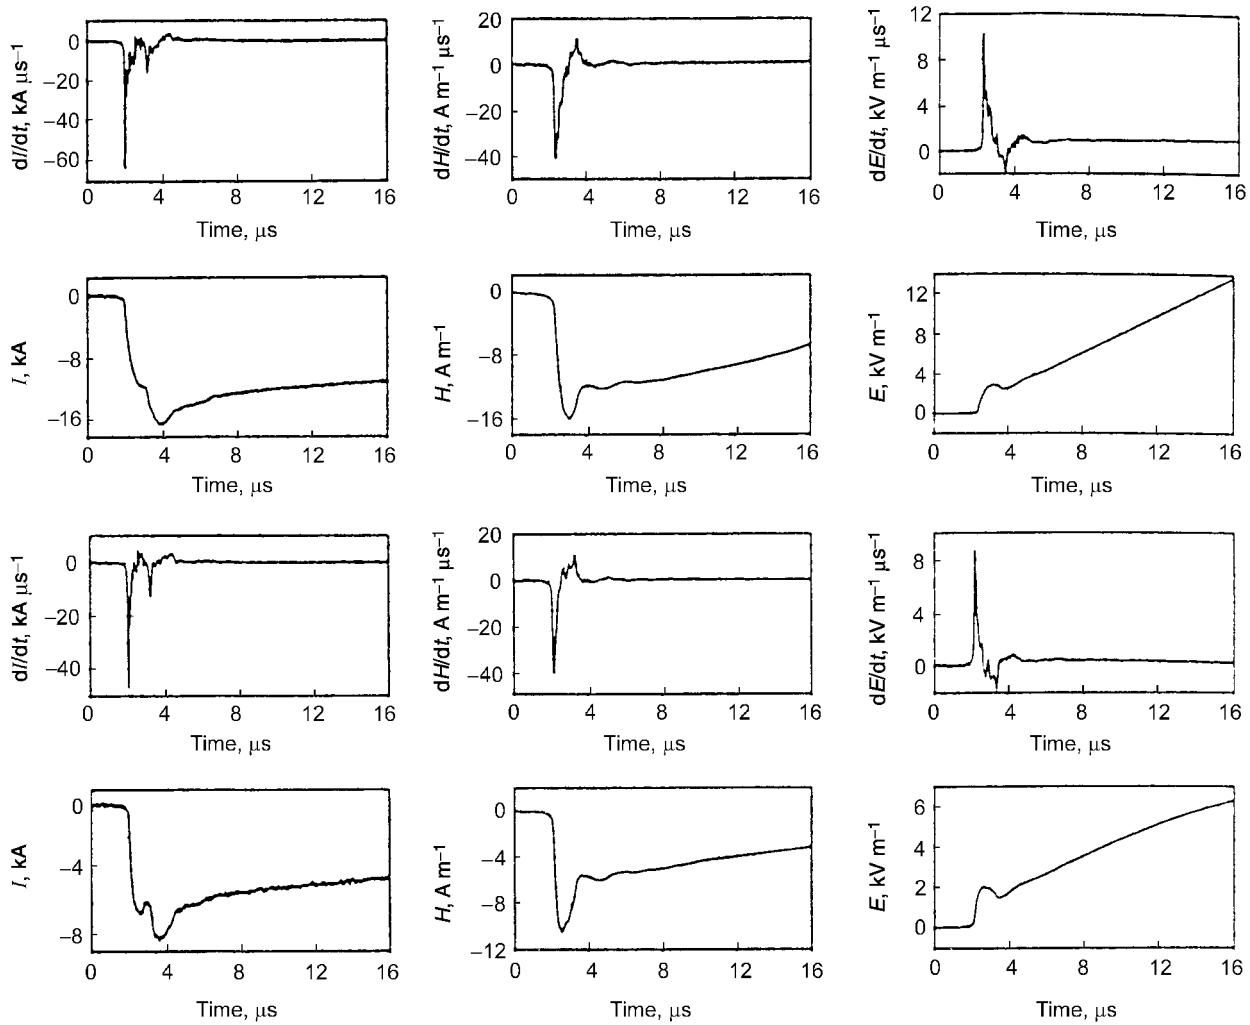 dI/dt, kA μs⁻¹
0
−20
−40
−60
0 4 8 12 16
Time, μs
dH/dt, A m⁻¹ μs⁻¹
20
0
−20
−40
0 4 8 12 16
Time, μs
dE/dt, kV m⁻¹ μs⁻¹
12
8
4
0
0 4 8 12 16
Time, μs
I, kA
0
−8
−16
0 4 8 12 16
Time, μs
H, A m⁻¹
0
−8
−16
0 4 8 12 16
Time, μs
E, kV m⁻¹
12
8
4
0
0 4 8 12 16
Time, μs
dI/dt, kA μs⁻¹
0
−20
−40
0 4 8 12 16
Time, μs
dH/dt, A m⁻¹ μs⁻¹
20
0
−20
−40
0 4 8 12 16
Time, μs
dE/dt, kV m⁻¹ μs⁻¹
8
4
0
0 4 8 12 16
Time, μs
I, kA
0
−4
−8
0 4 8 12 16
Time, μs
H, A m⁻¹
0
−4
−8
−12
0 4 8 12 16
Time, μs
E, kV m⁻¹
6
4
2
0
0 4 8 12 16
Time, μs